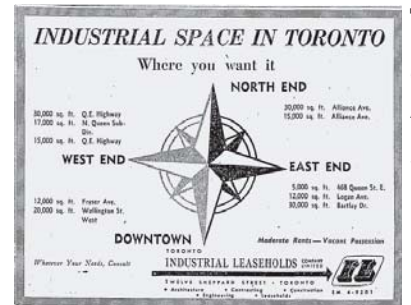 INDUSTRIAL SPACE IN TORONTO
Where you want it
NORTH END
30,000 sq. ft. Q.E. Highway
17,000 sq. ft. N. Queen Sub-
Div.
15,000 sq. ft. Q.E. Highway
30,000 sq. ft. Alliance Ave.
15,000 sq. ft. Alliance Ave.
WEST END
EAST END
5,000 sq. ft. 468 Queen St. E.
12,000 sq. ft. Logan Ave.
30,000 sq. ft. Bartley Dr.
12,000 sq. ft. Fraser Ave.
20,000 sq. ft. Wellington St.
West
DOWNTOWN
TORONTO
Moderate Rents — Vacant Possession
Wherever Your Needs, Consult
INDUSTRIAL LEASEHOLDS COMPANY LIMITED
TWELVE SHEPPARD STREET - TORONTO
• Architecture • Contracting • Construction
• Engineering • Leaseholds
IL
EM 4-9201